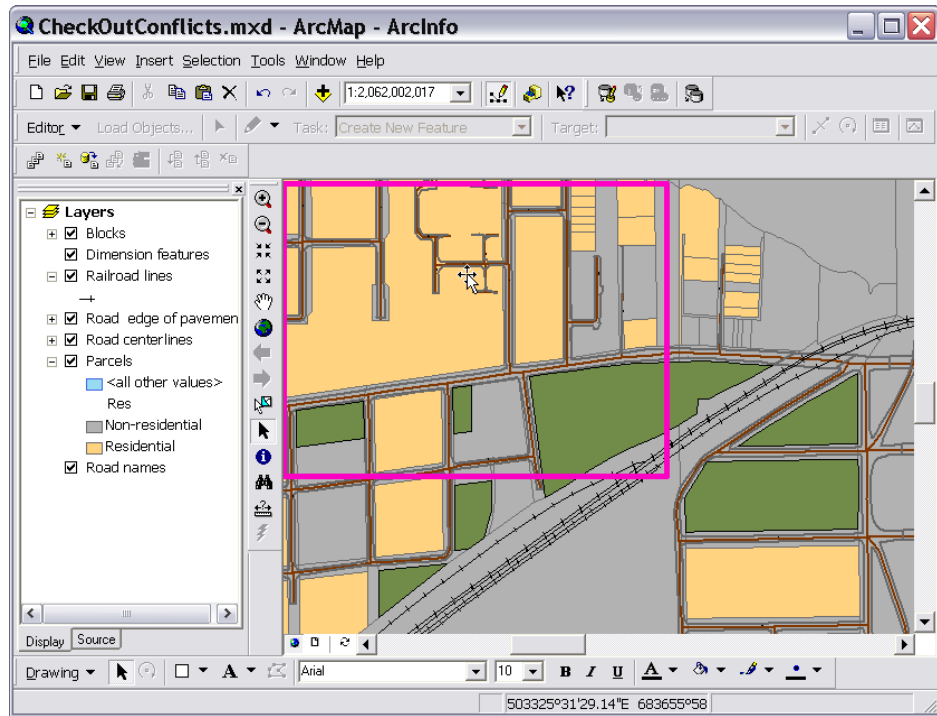 CheckOutConflicts.mxd - ArcMap - ArcInfo
File Edit View Insert Selection Tools Window Help
1:2,062,002,017
Editor Load Objects... Task: Create New Feature Target:
Layers
Blocks
Dimension features
Railroad lines
Road edge of pavemen
Road centerlines
Parcels
<all other values>
Res
Non-residential
Residential
Road names
Display Source
Drawing A Arial 10 B I U A
503325°31'29.14"E 683655°58